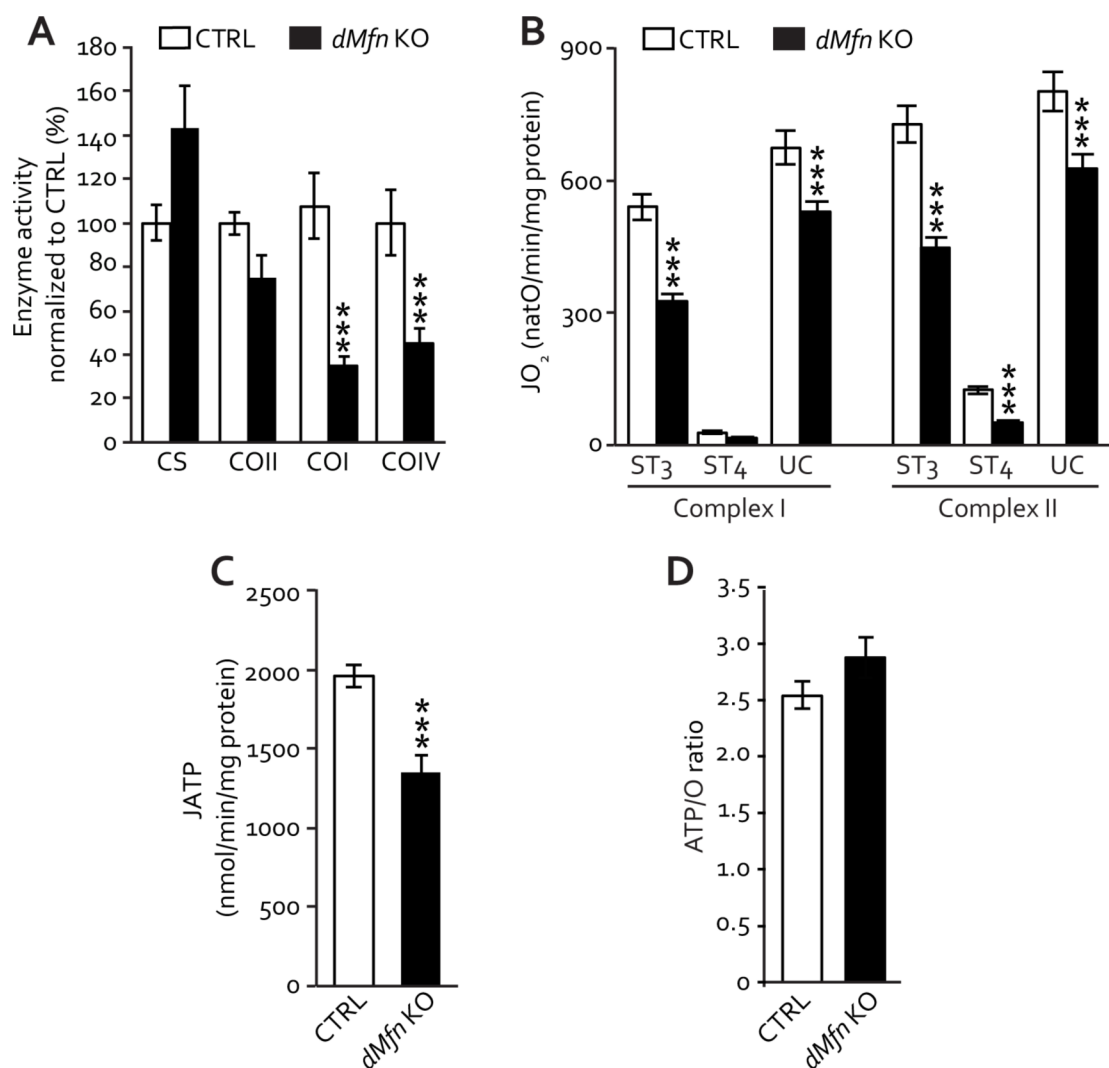 A
CTRL dMfn KO
Enzyme activity
normalized to CTRL (%)
180
160
140
120
100
80
60
40
20
0
***
***
CS COII COI COIV
B
CTRL dMfn KO
JO₂ (natO/min/mg protein)
900
600
300
0
***
***
***
***
***
ST3 ST4 UC ST3 ST4 UC
Complex I Complex II
C
JATP
(nmol/min/mg protein)
2500
2000
1500
1000
500
0
***
CTRL
dMfn KO
D
ATP/O ratio
3.5
3.0
2.5
2.0
1.5
1.0
0.5
0
CTRL
dMfn KO